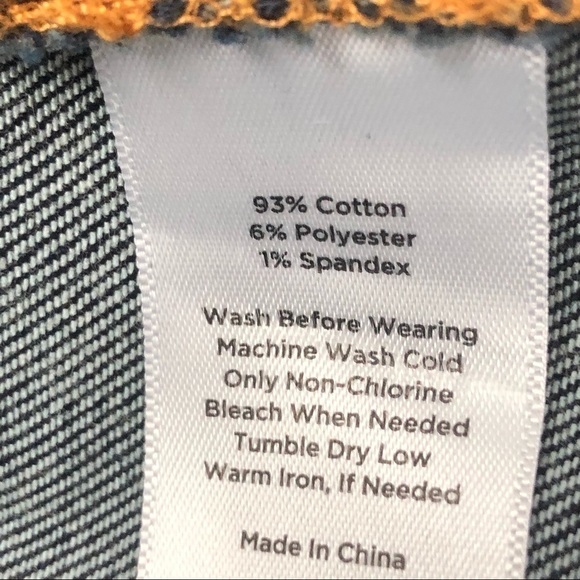 93% Cotton
6% Polyester
1% Spandex
Wash Before Wearing
Machine Wash Cold
Only Non-Chlorine
Bleach When Needed
Tumble Dry Low
Warm Iron, If Needed
Made In China